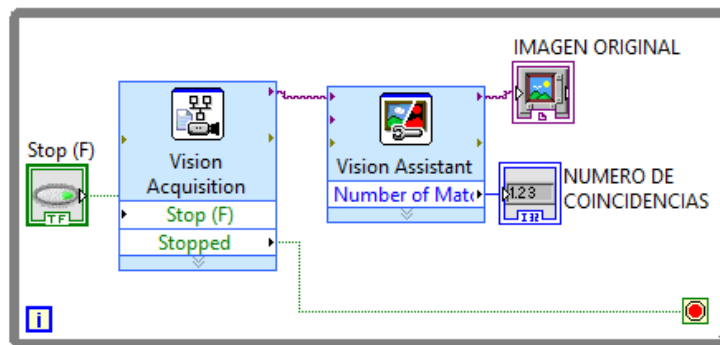 IMAGEN ORIGINAL
Stop (F)
TF
Vision
Acquisition
Stop (F)
Stopped
Vision Assistant
Number of Matc
1.23
I32
NUMERO DE
COINCIDENCIAS
i